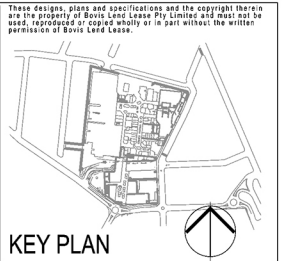 These designs, plans and specifications and the copyright therein
are the property of Bovis Lend Lease Pty Limited and must not be
used, reproduced or copied wholly or in part without the written
permission of Bovis Lend Lease.
KEY PLAN